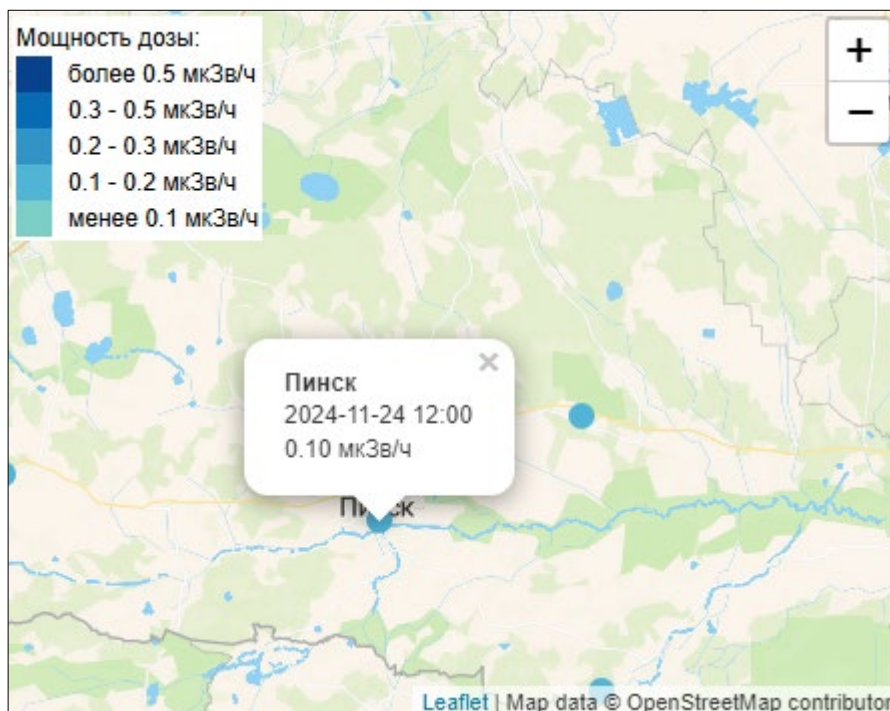 Мощность дозы:
более 0.5 мкЗв/ч
0.3 - 0.5 мкЗв/ч
0.2 - 0.3 мкЗв/ч
0.1 - 0.2 мкЗв/ч
менее 0.1 мкЗв/ч
+
−
×
Пинск
2024-11-24 12:00
0.10 мкЗв/ч
Leaflet | Map data © OpenStreetMap contributor